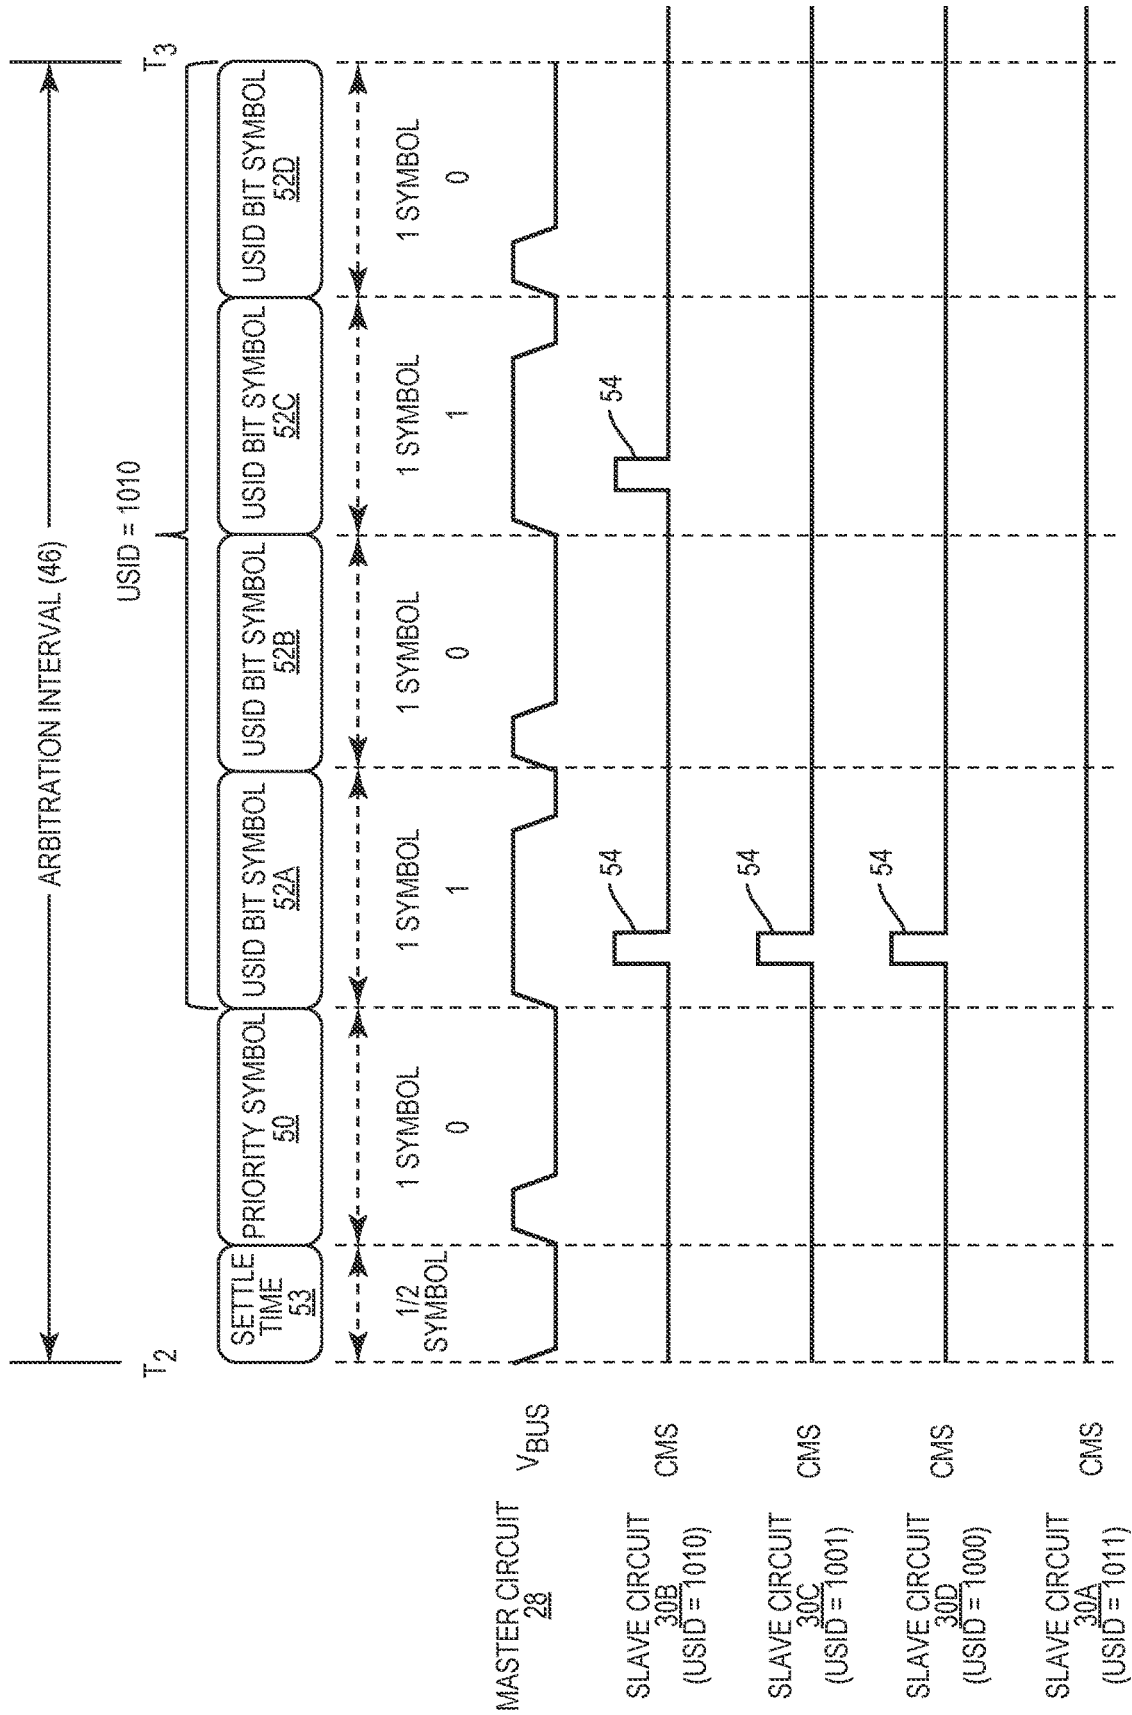 ARBITRATION INTERVAL (46)
T2
T3
USID = 1010
SETTLE
TIME
53
PRIORITY SYMBOL
50
USID BIT SYMBOL
52A
USID BIT SYMBOL
52B
USID BIT SYMBOL
52C
USID BIT SYMBOL
52D
1/2
SYMBOL
1 SYMBOL
0
1 SYMBOL
1
1 SYMBOL
0
1 SYMBOL
1
1 SYMBOL
0
MASTER CIRCUIT
28
VBUS
SLAVE CIRCUIT
30B
(USID = 1010)
CMS
54
54
SLAVE CIRCUIT
30C
(USID = 1001)
CMS
54
SLAVE CIRCUIT
30D
(USID = 1000)
CMS
54
SLAVE CIRCUIT
30A
(USID = 1011)
CMS